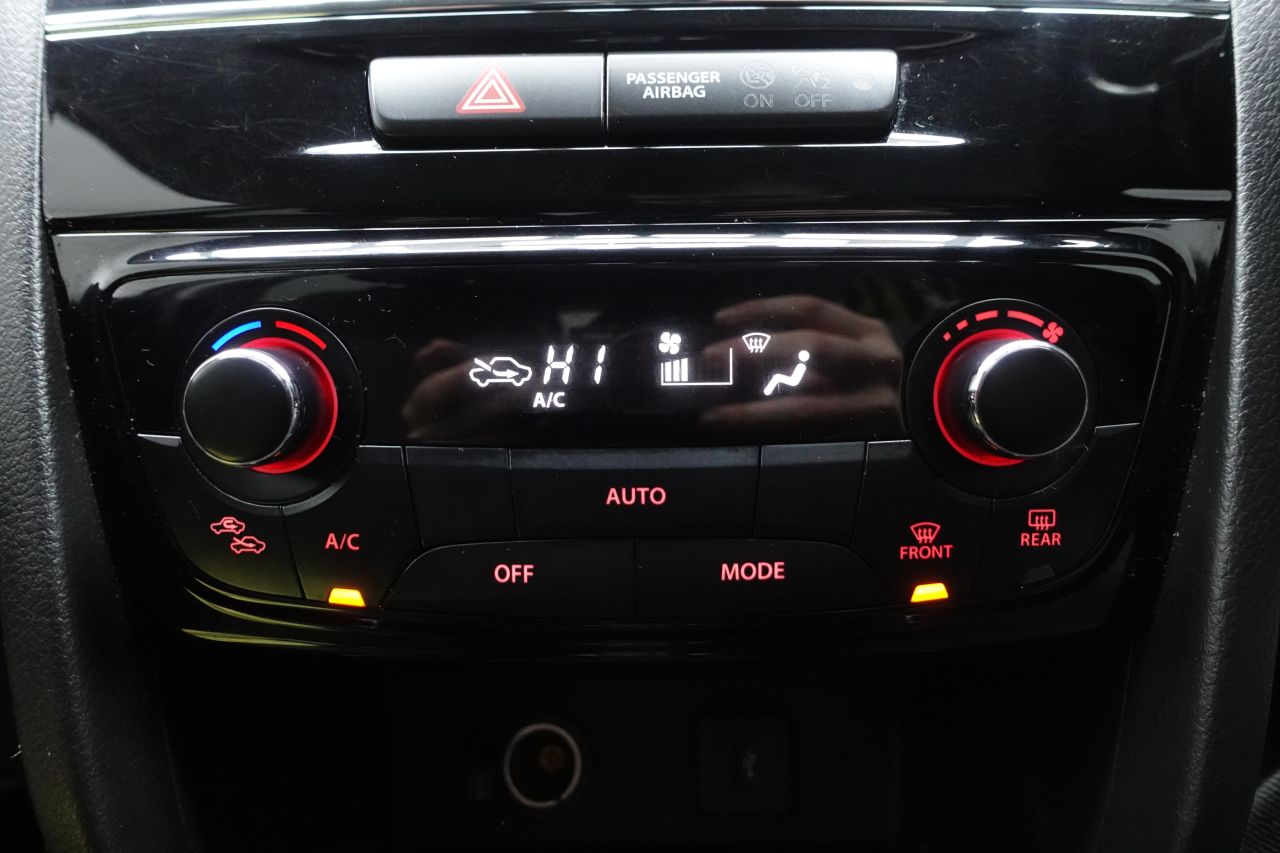 PASSENGER
AIRBAG
ON
OFF
HI
A/C
AUTO
A/C
OFF
MODE
FRONT
REAR